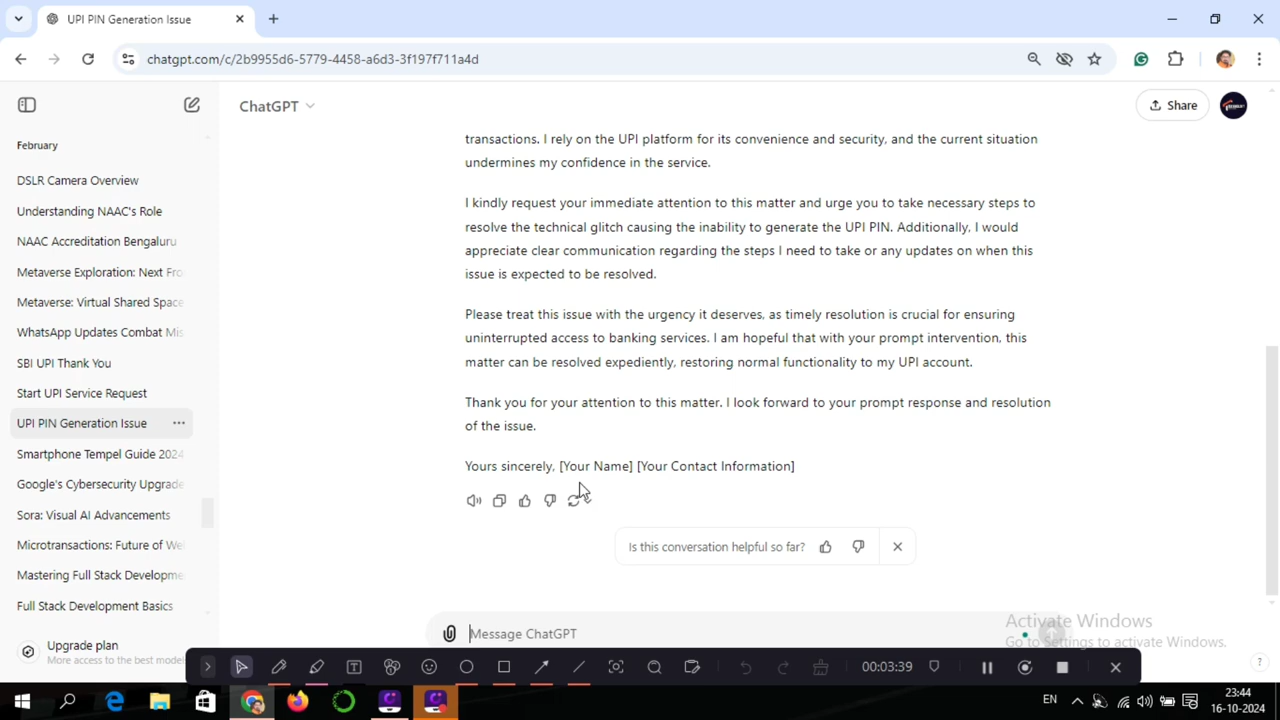 UPI PIN Generation Issue
chatgpt.com/c/2b9955d6-5779-4458-a6d3-3f197f711a4d
ChatGPT
Share
February
DSLR Camera Overview
Understanding NAAC's Role
NAAC Accreditation Bengaluru
Metaverse Exploration: Next Fro
Metaverse: Virtual Shared Space
WhatsApp Updates Combat Mis
SBI UPI Thank You
Start UPI Service Request
UPI PIN Generation Issue
Smartphone Tempel Guide 2024
Google's Cybersecurity Upgrade
Sora: Visual AI Advancements
Microtransactions: Future of We
Mastering Full Stack Developme
Full Stack Development Basics
Upgrade plan
More access to the best models
transactions. I rely on the UPI platform for its convenience and security, and the current situation
undermines my confidence in the service.
I kindly request your immediate attention to this matter and urge you to take necessary steps to
resolve the technical glitch causing the inability to generate the UPI PIN. Additionally, I would
appreciate clear communication regarding the steps I need to take or any updates on when this
issue is expected to be resolved.
Please treat this issue with the urgency it deserves, as timely resolution is crucial for ensuring
uninterrupted access to banking services. I am hopeful that with your prompt intervention, this
matter can be resolved expediently, restoring normal functionality to my UPI account.
Thank you for your attention to this matter. I look forward to your prompt response and resolution
of the issue.
Yours sincerely, [Your Name] [Your Contact Information]
Is this conversation helpful so far?
Message ChatGPT
Activate Windows
Go to Settings to activate Windows.
?
00:03:39
EN
23:44
16-10-2024